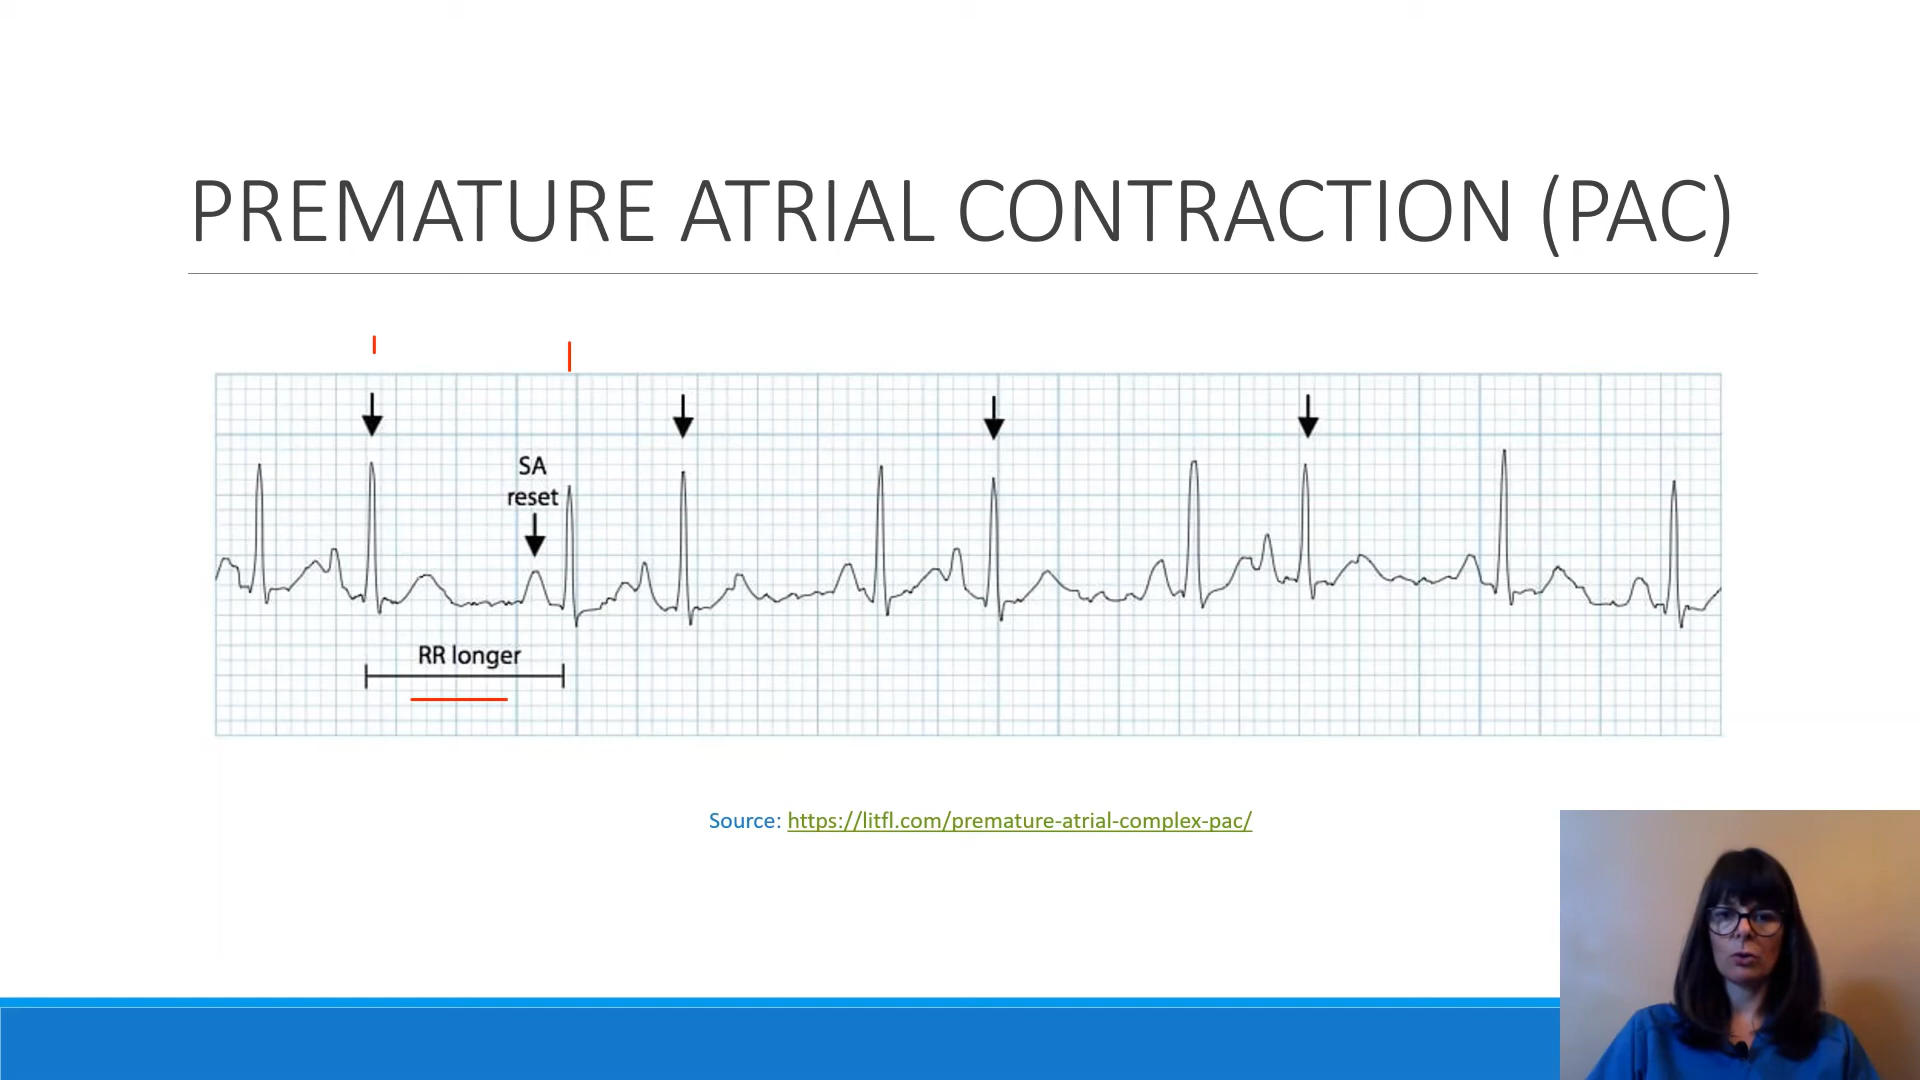 PREMATURE ATRIAL CONTRACTION (PAC)
SA
reset
RR longer
Source: https://litfl.com/premature-atrial-complex-pac/